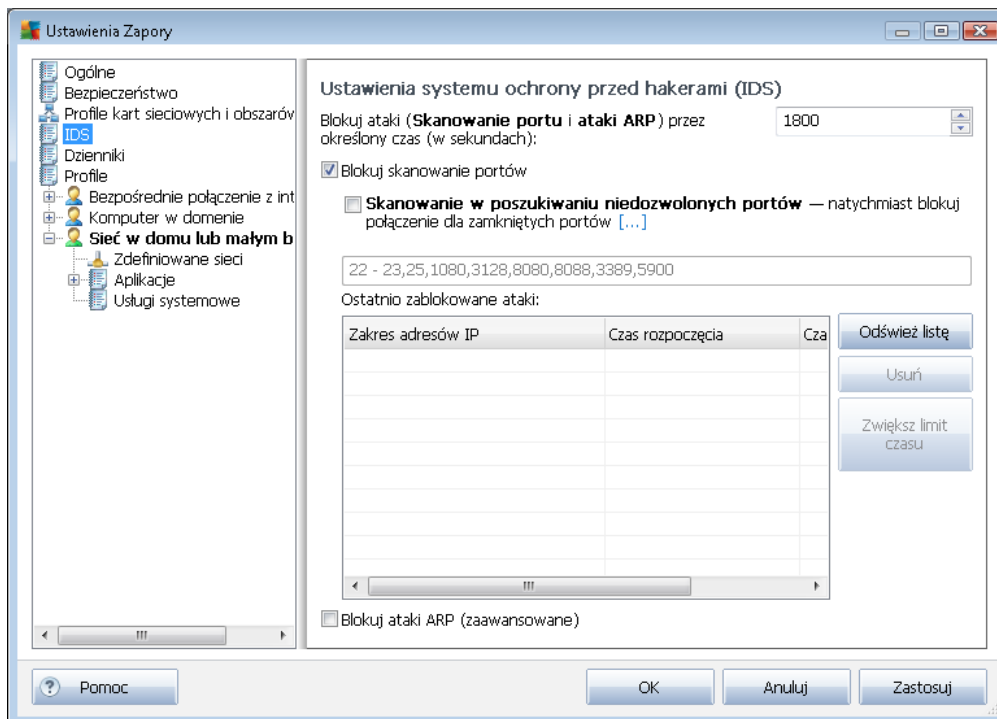 Ustawienia Zapory
Ogólne
Bezpieczeństwo
Profile kart sieciowych i obszarów
IDS
Dzienniki
Profile
Bezpośrednie połączenie z int
Komputer w domenie
Sieć w domu lub małym b
Zdefiniowane sieci
Aplikacje
Usługi systemowe
Ustawienia systemu ochrony przed hakerami (IDS)
Blokuj ataki (Skanowanie portu i ataki ARP) przez
określony czas (w sekundach):
1800
Blokuj skanowanie portów
Skanowanie w poszukiwaniu niedozwolonych portów — natychmiast blokuj
połączenie dla zamkniętych portów [...]
22 - 23,25,1080,3128,8080,8088,3389,5900
Ostatnio zablokowane ataki:
Zakres adresów IP
Czas rozpoczęcia
Cza
Odśwież listę
Usuń
Zwiększ limit
czasu
Blokuj ataki ARP (zaawansowane)
? Pomoc
OK
Anuluj
Zastosuj